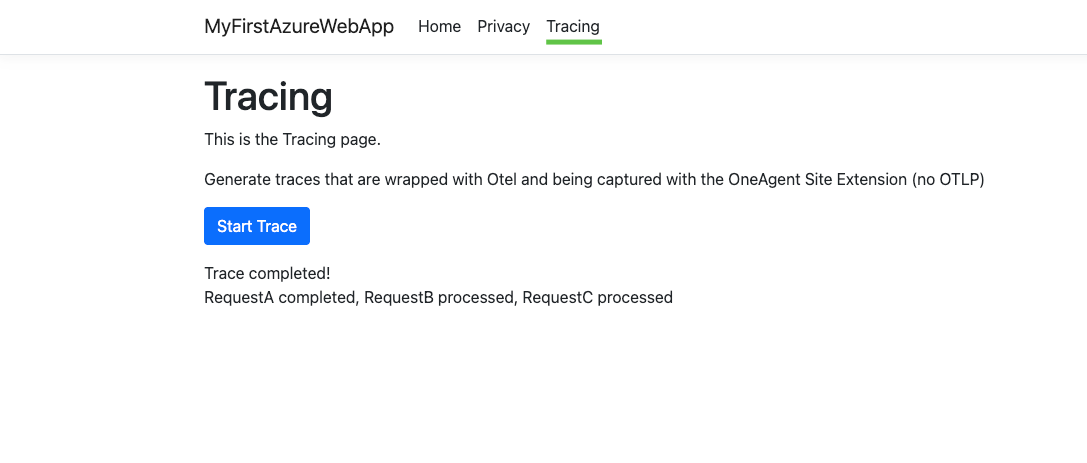 MyFirstAzureWebApp Home Privacy Tracing
Tracing
This is the Tracing page.
Generate traces that are wrapped with Otel and being captured with the OneAgent Site Extension (no OTLP)
Start Trace
Trace completed!
RequestA completed, RequestB processed, RequestC processed